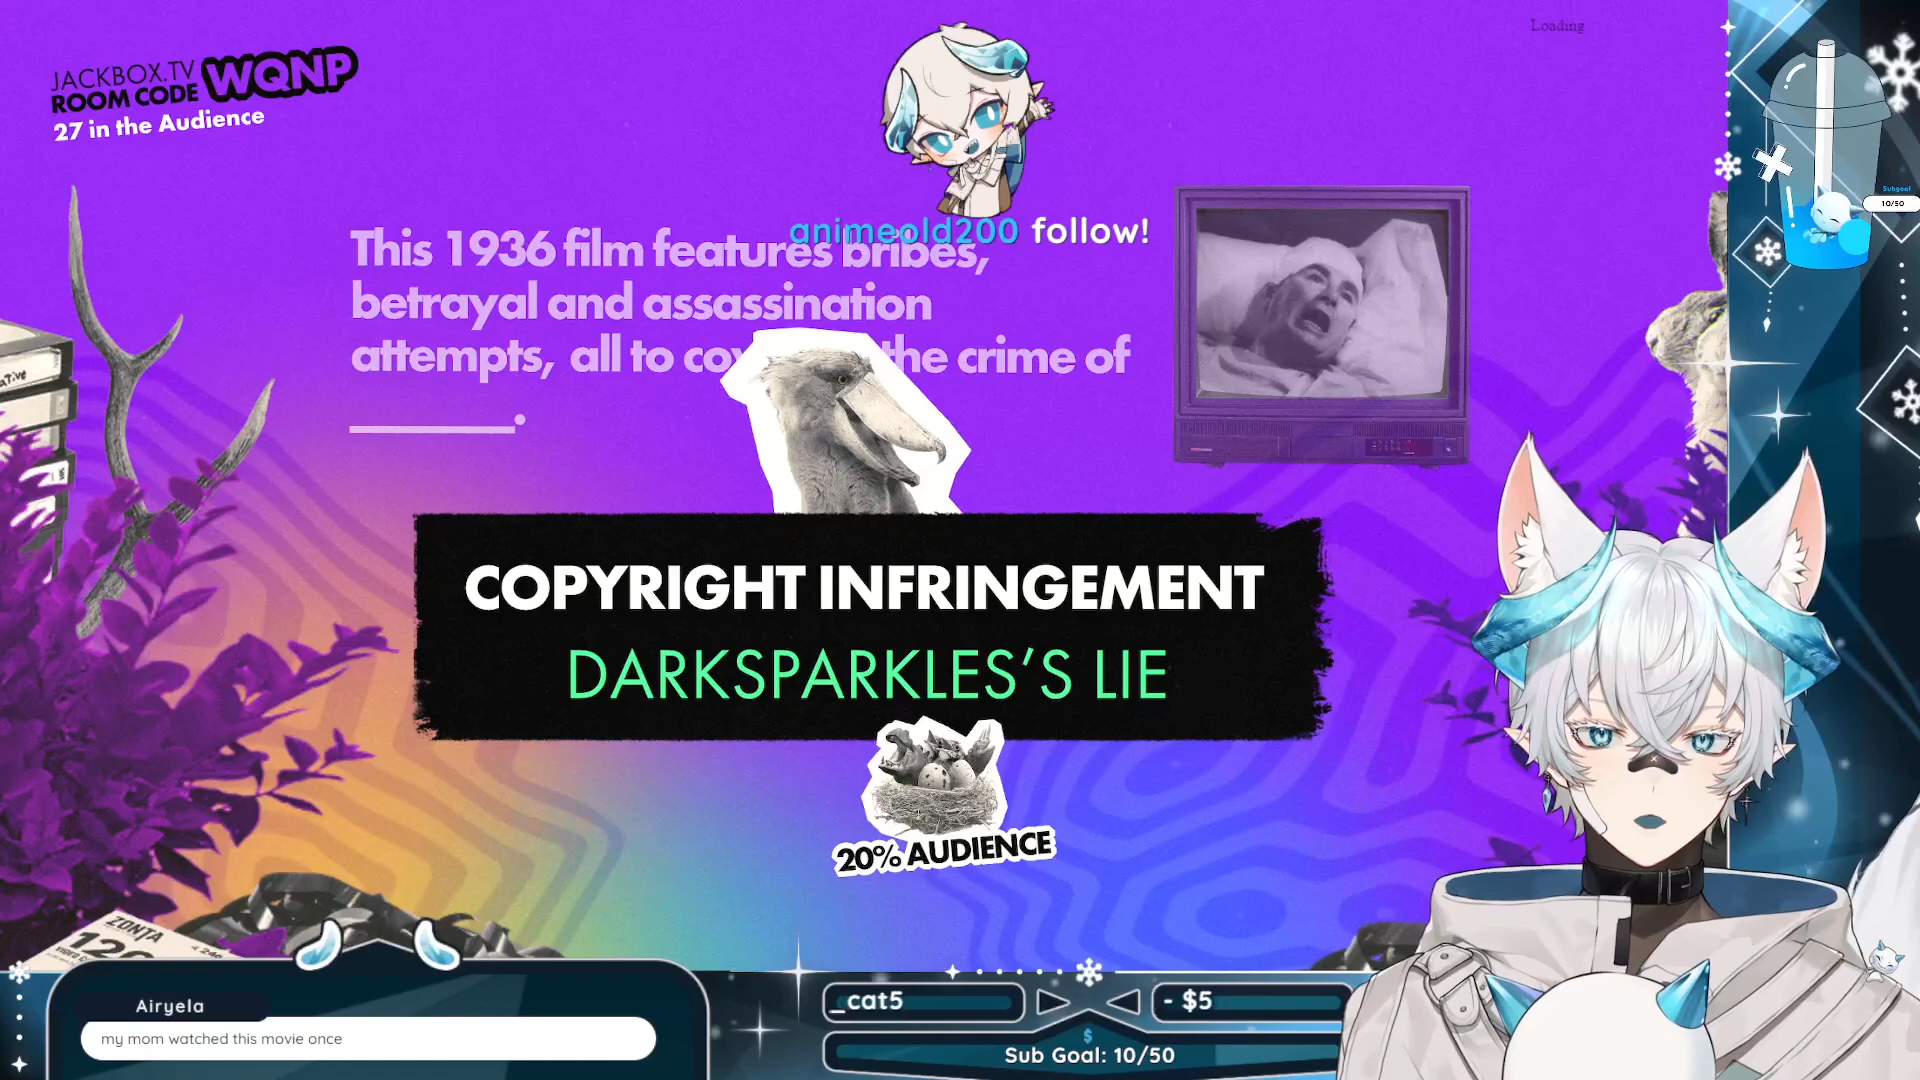 Loading
JACKBOX.TV
ROOM CODE WQNP
27 in the Audience
animeold200 follow!
This 1936 film features bribes,
betrayal and assassination
attempts, all to cov the crime of
COPYRIGHT INFRINGEMENT
DARKSPARKLES'S LIE
20% AUDIENCE
Subgoal
10/50
ZONTA
120
Airyela
my mom watched this movie once
_cat5
- $5
$
Sub Goal: 10/50